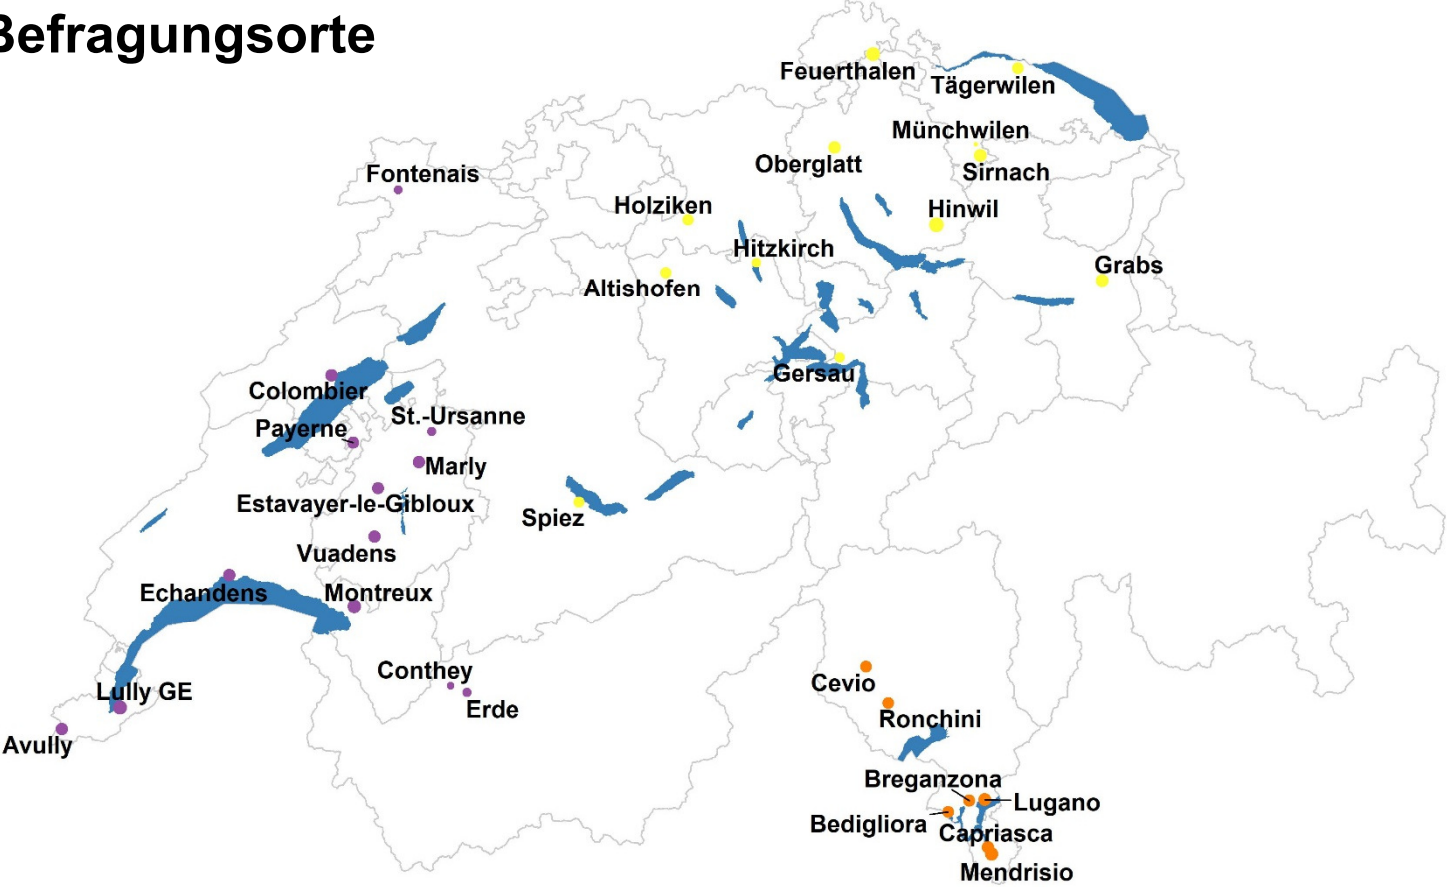 Befragungsorte
Feuerthalen
Tägerwilen
Münchwilen
Oberglatt
Sirnach
Fontenais
Holziken
Hinwil
Hitzkirch
Grabs
Altishofen
Gersau
Colombier
St.-Ursanne
Payerne
Marly
Estavayer-le-Gibloux
Spiez
Vuadens
Echandens
Montreux
Conthey
Cevio
Lully GE
Erde
Ronchini
Avully
Breganzona
Lugano
Bedigliora
Capriasca
Mendrisio